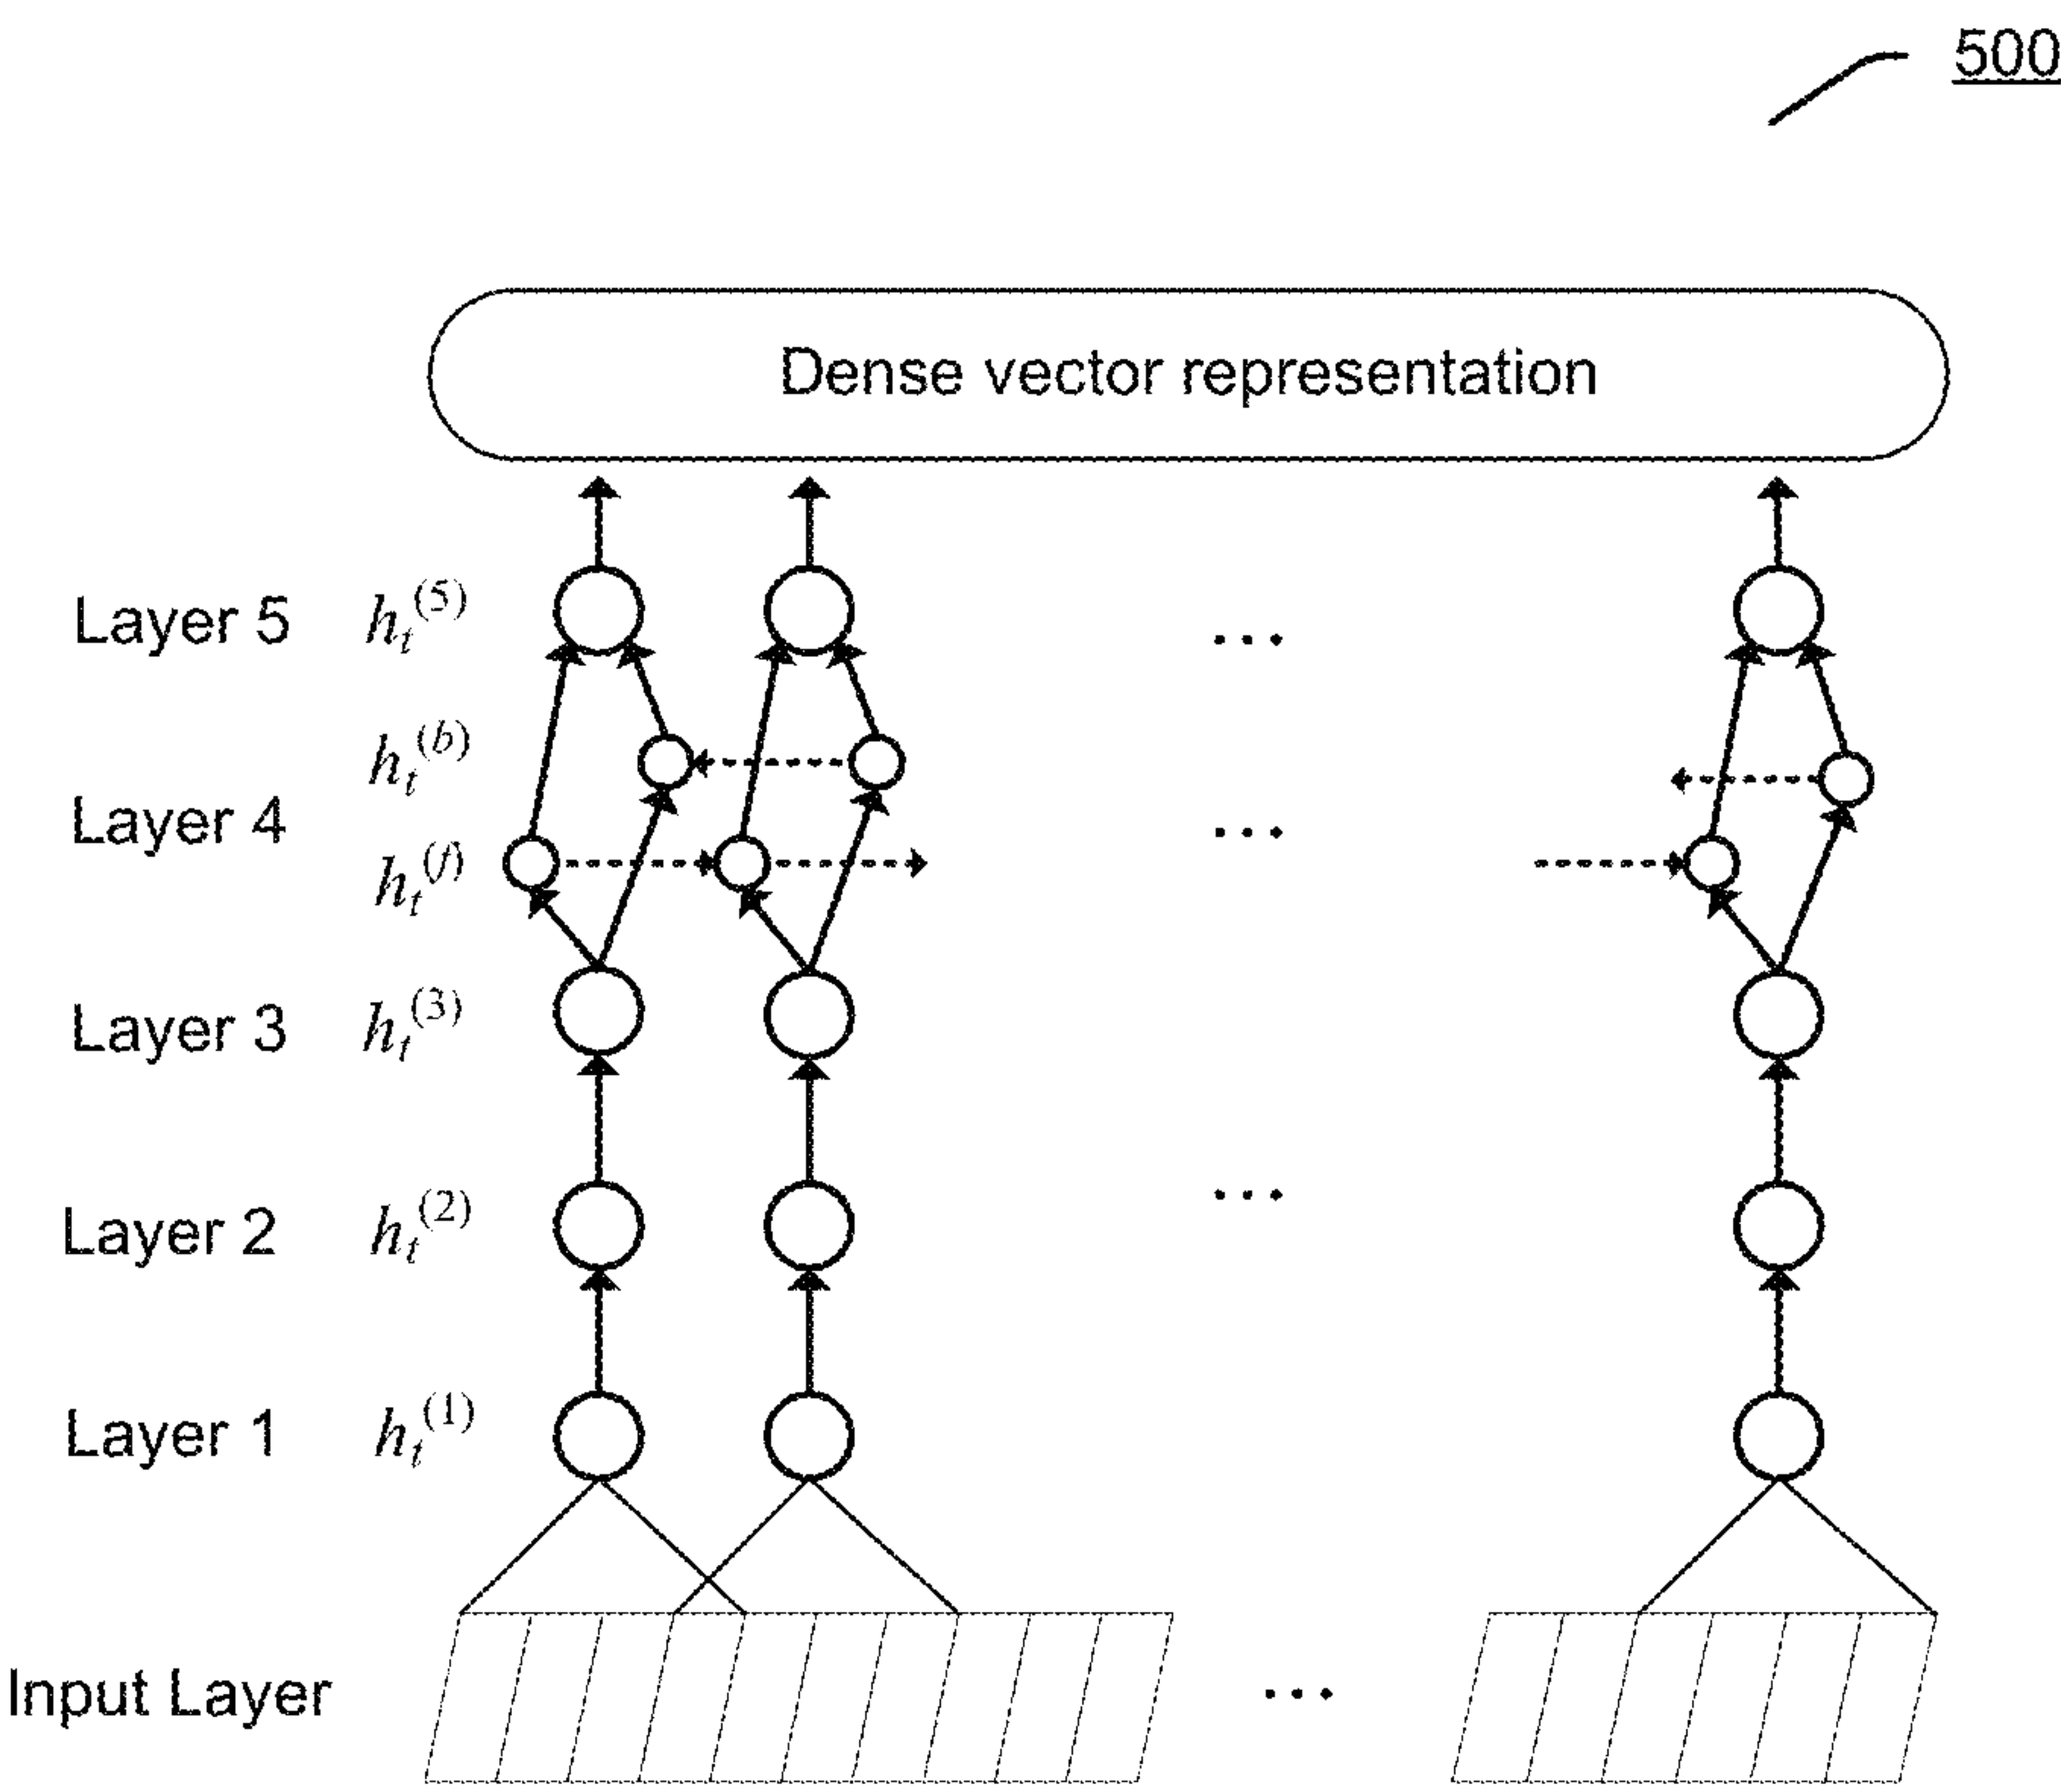 500
Dense vector representation
Layer 5 h_t^(5)
h_t^(b)
Layer 4
h_t^(f)
Layer 3 h_t^(3)
Layer 2 h_t^(2)
Layer 1 h_t^(1)
Input Layer